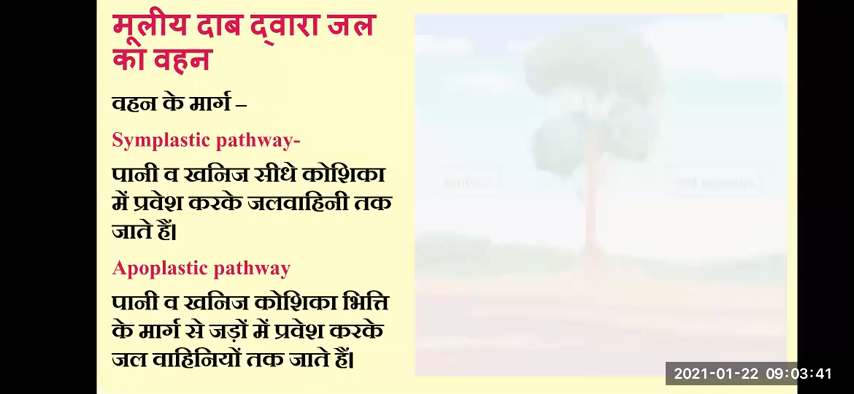 मूलीय दाब द्वारा जल
का वहन
वहन के मार्ग –
Symplastic pathway-
पानी व खनिज सीधे कोशिका
में प्रवेश करके जलवाहिनी तक
जाते हैं।
Apoplastic pathway
पानी व खनिज कोशिका भित्ति
के मार्ग से जड़ों में प्रवेश करके
जल वाहिनियों तक जाते हैं।
2021-01-22 09:03:41